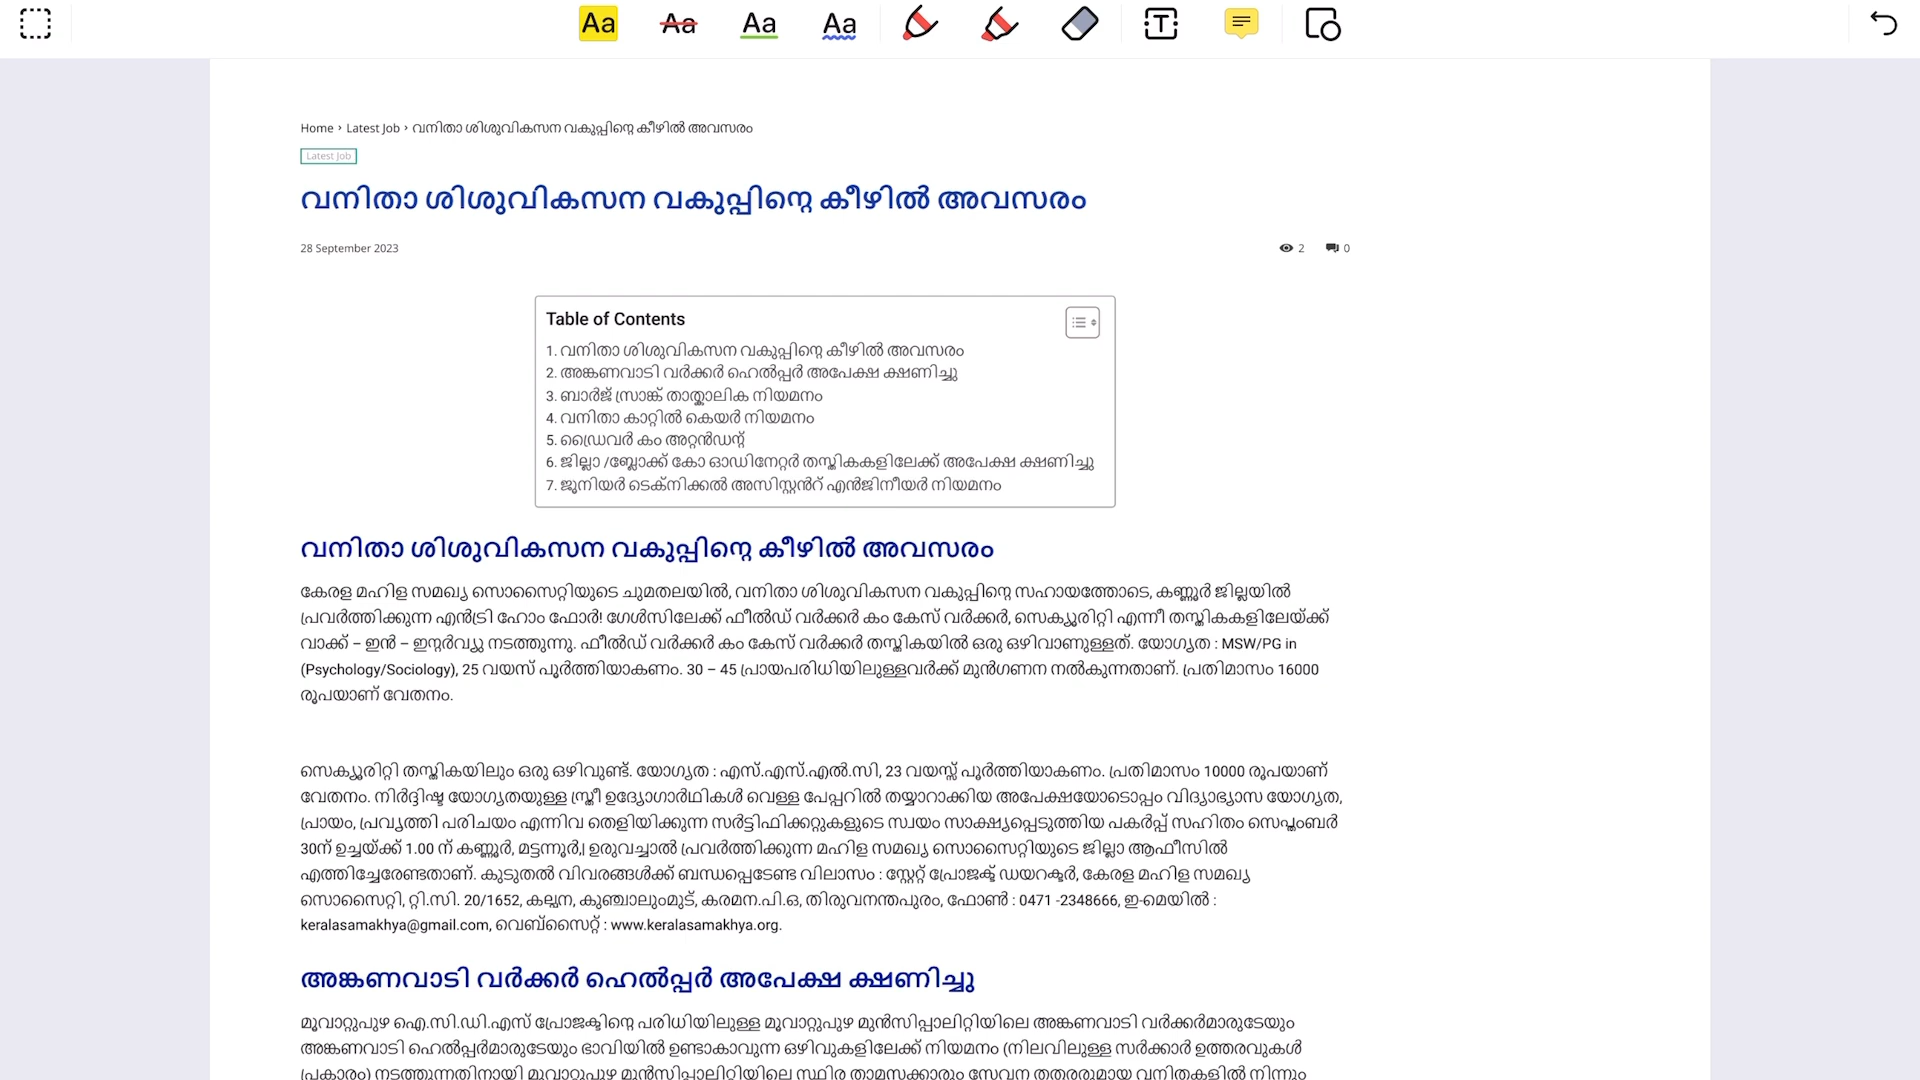 Aa Aa Aa Aa
Home › Latest Job › വനിതാ ശിശുവികസന വകുപ്പിന്റെ കീഴിൽ അവസരം
Latest Job
വനിതാ ശിശുവികസന വകുപ്പിന്റെ കീഴിൽ അവസരം
28 September 2023
2 0
Table of Contents
1. വനിതാ ശിശുവികസന വകുപ്പിന്റെ കീഴിൽ അവസരം
2. അങ്കണവാടി വർക്കർ ഹെൽപ്പർ അപേക്ഷ ക്ഷണിച്ചു
3. ബാർജ് സ്രാങ്ക് താത്കാലിക നിയമനം
4. വനിതാ കാറ്റിൽ കെയർ നിയമനം
5. ഡ്രൈവർ കം അറ്റൻഡന്റ്
6. ജില്ലാ /ബ്ലോക്ക് കോ ഓഡിനേറ്റർ തസ്തികകളിലേക്ക് അപേക്ഷ ക്ഷണിച്ചു
7. ജൂനിയർ ടെക്നിക്കൽ അസിസ്റ്റൻറ് എൻജിനീയർ നിയമനം
വനിതാ ശിശുവികസന വകുപ്പിന്റെ കീഴിൽ അവസരം
കേരള മഹിള സമഖ്യ സൊസൈറ്റിയുടെ ചുമതലയിൽ, വനിതാ ശിശുവികസന വകുപ്പിന്റെ സഹായത്തോടെ, കണ്ണൂർ ജില്ലയിൽ
പ്രവർത്തിക്കുന്ന എൻട്രി ഹോം ഫോർ! ഗേൾസിലേക്ക് ഫീൽഡ് വർക്കർ കം കേസ് വർക്കർ, സെക്യൂരിറ്റി എന്നീ തസ്തികകളിലേയ്ക്ക്
വാക്ക് – ഇൻ – ഇന്റർവ്യൂ നടത്തുന്നു. ഫീൽഡ് വർക്കർ കം കേസ് വർക്കർ തസ്തികയിൽ ഒരു ഒഴിവാണുള്ളത്. യോഗ്യത : MSW/PG in
(Psychology/Sociology), 25 വയസ് പൂർത്തിയാകണം. 30 – 45 പ്രായപരിധിയിലുള്ളവർക്ക് മുൻഗണന നൽകുന്നതാണ്. പ്രതിമാസം 16000
രൂപയാണ് വേതനം.
സെക്യൂരിറ്റി തസ്തികയിലും ഒരു ഒഴിവുണ്ട്. യോഗ്യത : എസ്.എസ്.എൽ.സി, 23 വയസ്സ് പൂർത്തിയാകണം. പ്രതിമാസം 10000 രൂപയാണ്
വേതനം. നിർദ്ദിഷ്ട യോഗ്യതയുള്ള സ്ത്രീ ഉദ്യോഗാർഥികൾ വെള്ള പേപ്പറിൽ തയ്യാറാക്കിയ അപേക്ഷയോടൊപ്പം വിദ്യാഭ്യാസ യോഗ്യത,
പ്രായം, പ്രവൃത്തി പരിചയം എന്നിവ തെളിയിക്കുന്ന സർട്ടിഫിക്കറ്റുകളുടെ സ്വയം സാക്ഷ്യപ്പെടുത്തിയ പകർപ്പ് സഹിതം സെപ്തംബർ
30ന് ഉച്ചയ്ക്ക് 1.00 ന് കണ്ണൂർ, മട്ടന്നൂർ,| ഉരുവച്ചാൽ പ്രവർത്തിക്കുന്ന മഹിള സമഖ്യ സൊസൈറ്റിയുടെ ജില്ലാ ആഫീസിൽ
എത്തിച്ചേരേണ്ടതാണ്. കുടുതൽ വിവരങ്ങൾക്ക് ബന്ധപ്പെടേണ്ട വിലാസം : സ്റ്റേറ്റ് പ്രോജക്ട് ഡയറക്ടർ, കേരള മഹിള സമഖ്യ
സൊസൈറ്റി, റ്റി.സി. 20/1652, കല്പന, കുഞ്ചാലുംമുട്, കരമന.പി.ഒ, തിരുവനന്തപുരം, ഫോൺ : 0471 -2348666, ഇ-മെയിൽ :
keralasamakhya@gmail.com, വെബ്സൈറ്റ് : www.keralasamakhya.org.
അങ്കണവാടി വർക്കർ ഹെൽപ്പർ അപേക്ഷ ക്ഷണിച്ചു
മൂവാറ്റുപുഴ ഐ.സി.ഡി.എസ് പ്രോജക്ടിന്റെ പരിധിയിലുള്ള മൂവാറ്റുപുഴ മുൻസിപ്പാലിറ്റിയിലെ അങ്കണവാടി വർക്കർമാരുടേയും
അങ്കണവാടി ഹെൽപ്പർമാരുടേയും ഭാവിയിൽ ഉണ്ടാകാവുന്ന ഒഴിവുകളിലേക്ക് നിയമനം (നിലവിലുള്ള സർക്കാർ ഉത്തരവുകൾ
പ്രകാരം) നടത്തുന്നതിനായി മൂവാറ്റുപുഴ മുൻസിപ്പാലിറ്റിയിലെ സ്ഥിര താമസക്കാരും സേവന തത്പരരുമായ വനിതകളിൽ നിന്നും